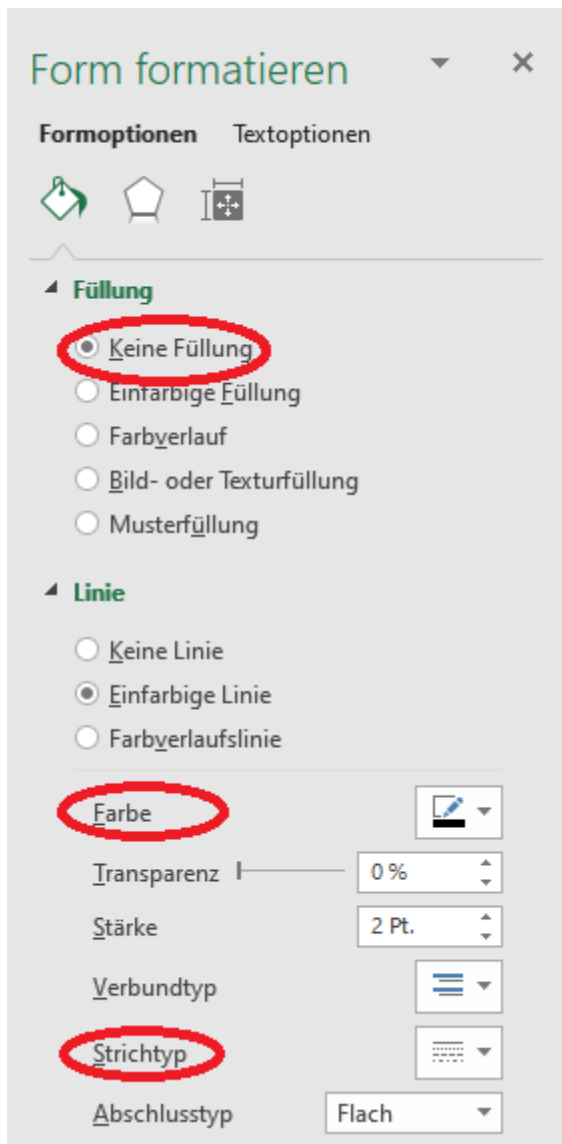 Form formatieren
Formoptionen Textoptionen
Füllung
Keine Füllung
Einfarbige Füllung
Farbverlauf
Bild- oder Texturfüllung
Musterfüllung
Linie
Keine Linie
Einfarbige Linie
Farbverlaufslinie
Farbe
Transparenz 0 %
Stärke 2 Pt.
Verbundtyp
Strichtyp
Abschlusstyp Flach